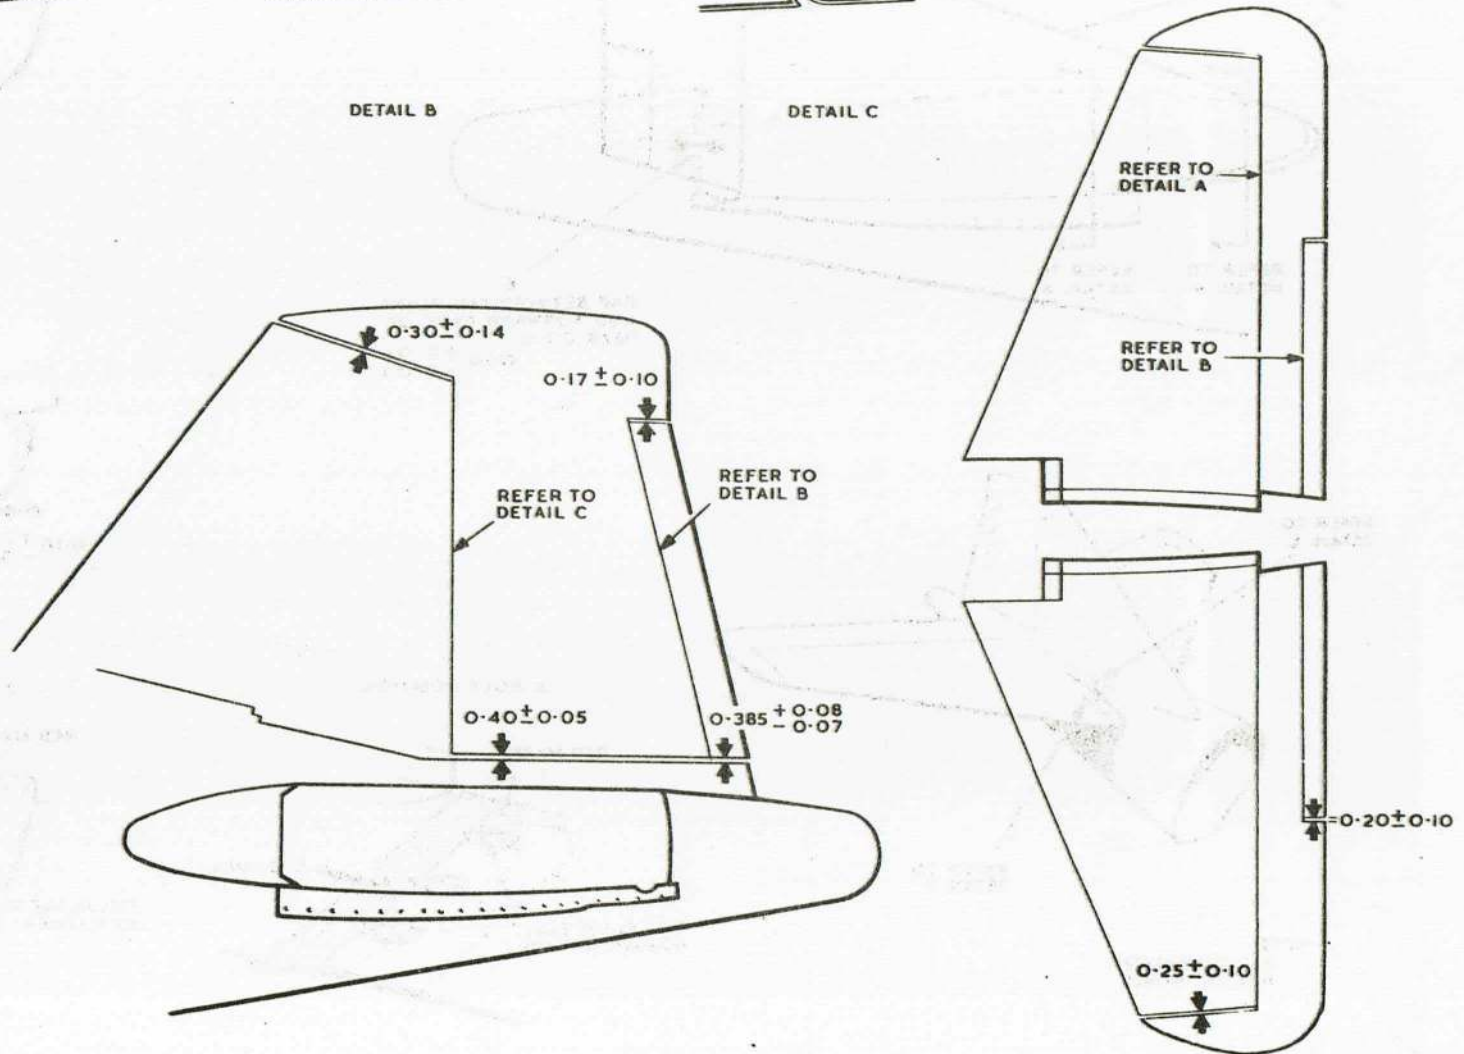 DETAIL B
DETAIL C
REFER TO
DETAIL A
0·30 ± 0·14
REFER TO
DETAIL B
0·17 ± 0·10
REFER TO
DETAIL B
REFER TO
DETAIL C
0·40 ± 0·05
0·385 + 0·08
- 0·07
=0·20 ± 0·10
0·25 ± 0·10